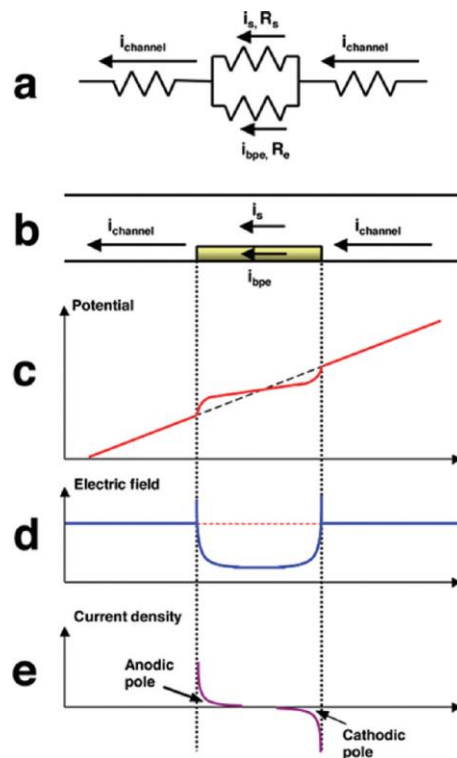 a
i_s, R_s
i_channel
i_channel
i_bpe, R_e
b
i_s
i_channel
i_channel
i_bpe
Potential
c
Electric field
d
Current density
e
Anodic
pole
Cathodic
pole